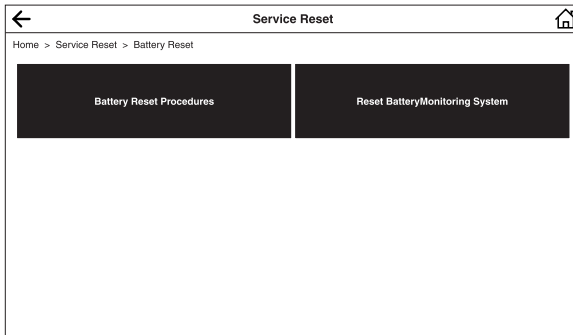 Service Reset
Home > Service Reset > Battery Reset
Battery Reset Procedures
Reset BatteryMonitoring System